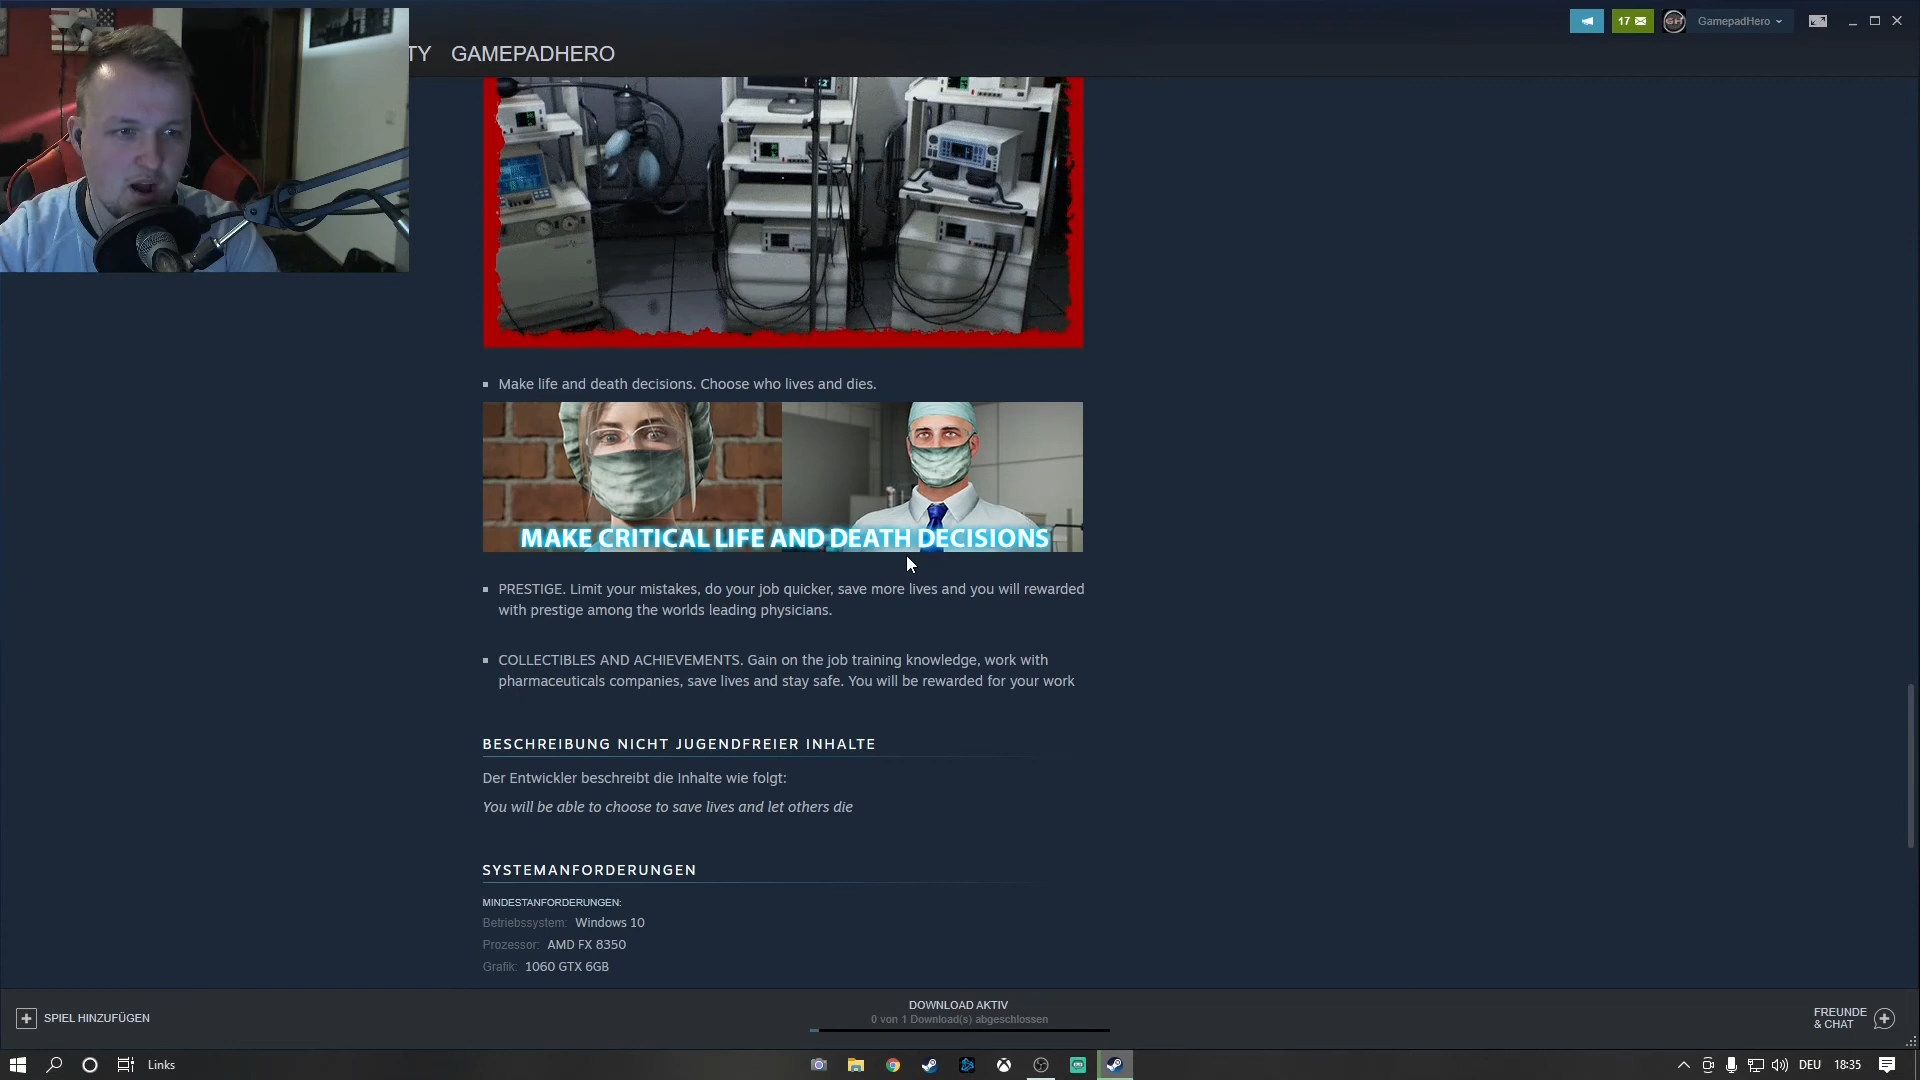 17
GamepadHero
TY GAMEPADHERO
Make life and death decisions. Choose who lives and dies.
MAKE CRITICAL LIFE AND DEATH DECISIONS
PRESTIGE. Limit your mistakes, do your job quicker, save more lives and you will rewarded
with prestige among the worlds leading physicians.
COLLECTIBLES AND ACHIEVEMENTS. Gain on the job training knowledge, work with
pharmaceuticals companies, save lives and stay safe. You will be rewarded for your work
BESCHREIBUNG NICHT JUGENDFREIER INHALTE
Der Entwickler beschreibt die Inhalte wie folgt:
You will be able to choose to save lives and let others die
SYSTEMANFORDERUNGEN
MINDESTANFORDERUNGEN:
Betriebssystem: Windows 10
Prozessor: AMD FX 8350
Grafik: 1060 GTX 6GB
SPIEL HINZUFÜGEN
DOWNLOAD AKTIV
0 von 1 Download(s) abgeschlossen
FREUNDE
& CHAT
Links
DEU
18:35